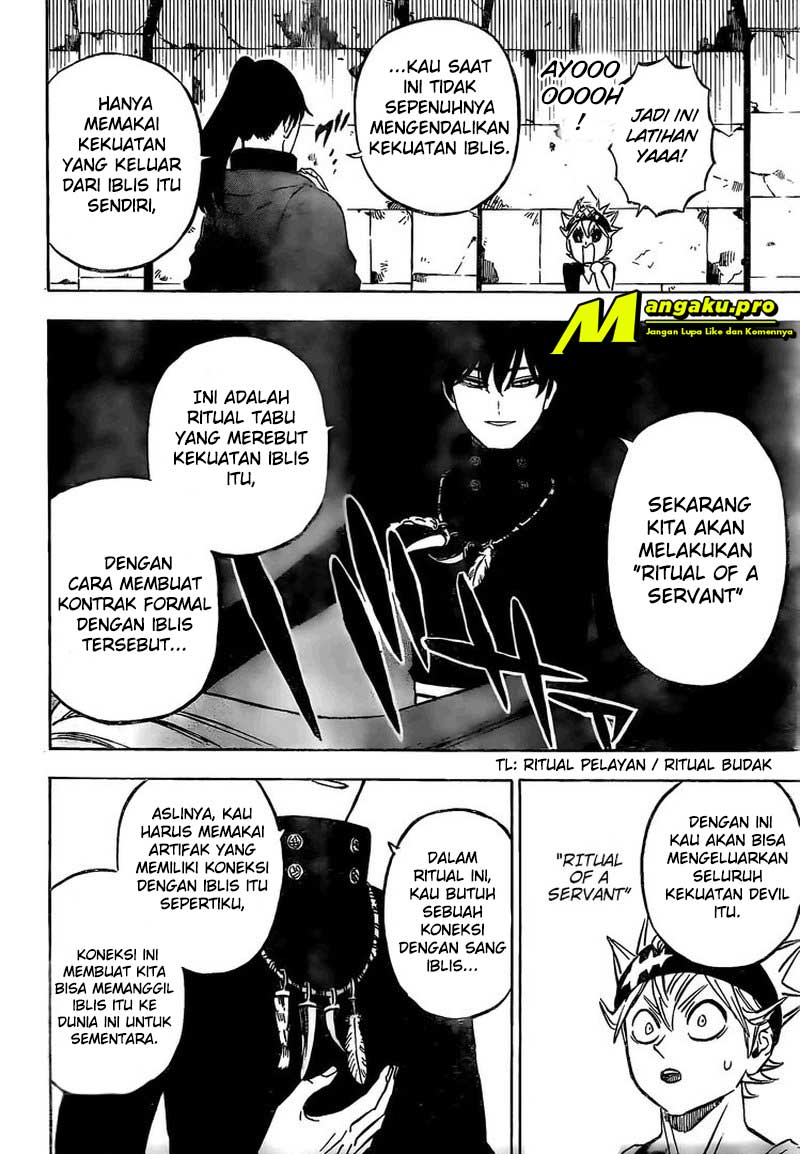 JADI INI
LATIHAN
YAAA!
AYOOO
OOOOH
!
...KAU SAAT
INI TIDAK
SEPENUHNYA
MENGENDALIKAN
KEKUATAN IBLIS.
HANYA
MEMAKAI
KEKUATAN
YANG KELUAR
DARI IBLIS ITU
SENDIRI,
Mangaku.pro
Jangan Lupa Like dan Komennya
SEKARANG
KITA AKAN
MELAKUKAN
"RITUAL OF A
SERVANT"
INI ADALAH
RITUAL TABU
YANG MEREBUT
KEKUATAN IBLIS
ITU,
DENGAN
CARA MEMBUAT
KONTRAK FORMAL
DENGAN IBLIS
TERSEBUT...
TL: RITUAL PELAYAN / RITUAL BUDAK
DENGAN INI
KAU AKAN BISA
MENGELUARKAN
SELURUH
KEKUATAN DEVIL
ITU.
"RITUAL
OF A
SERVANT"
DALAM
RITUAL INI,
KAU BUTUH
SEBUAH
KONEKSI
DENGAN SANG
IBLIS...
ASLINYA, KAU
HARUS MEMAKAI
ARTIFAK YANG
MEMILIKI KONEKSI
DENGAN IBLIS ITU
SEPERTIKU,
KONEKSI INI
MEMBUAT KITA
BISA MEMANGGIL
IBLIS ITU KE
DUNIA INI UNTUK
SEMENTARA.